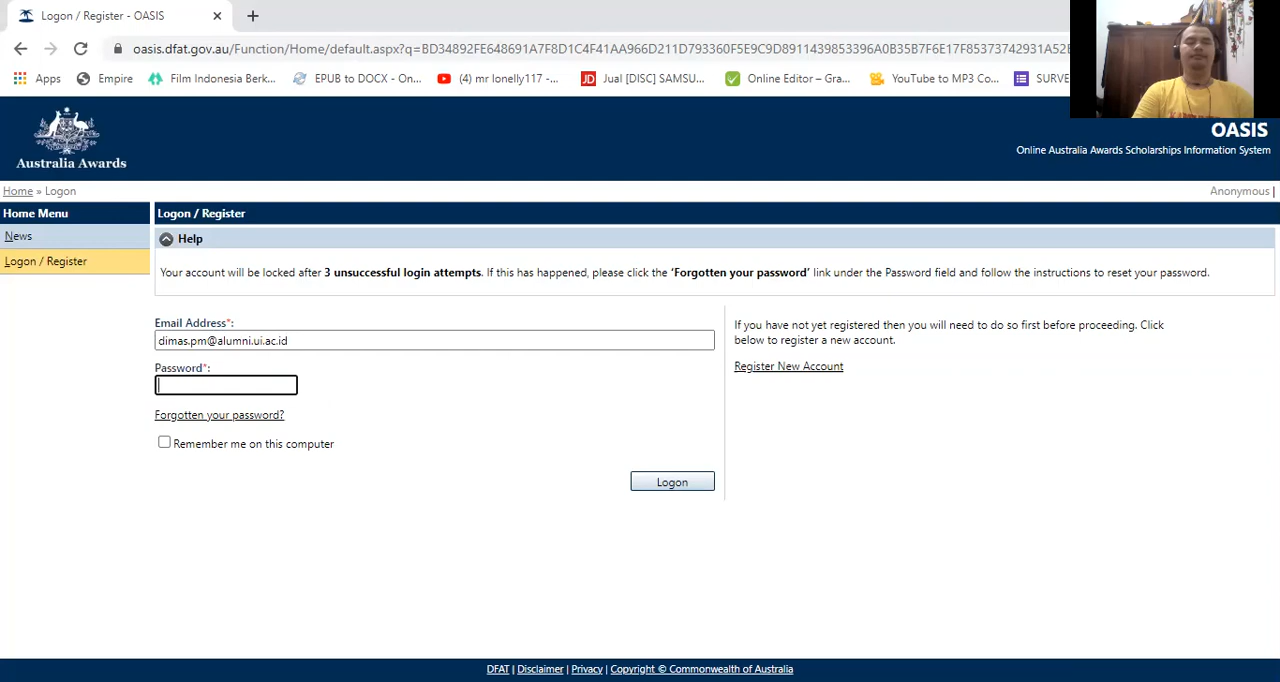 Logon / Register - OASIS
oasis.dfat.gov.au/Function/Home/default.aspx?q=BD34892FE648691A7F8D1C4F41AA966D211D793360F5E9C9D8911439853396A0B35B7F6E17F85373742931A52E
Apps Empire Film Indonesia Berk... EPUB to DOCX - On... (4) mr lonelly117 -... JD Jual [DISC] SAMSU... Online Editor – Gra... YouTube to MP3 Co... SURVE
Australia Awards
OASIS
Online Australia Awards Scholarships Information System
Home » Logon
Anonymous |
Home Menu
News
Logon / Register
Logon / Register
Help
Your account will be locked after 3 unsuccessful login attempts. If this has happened, please click the 'Forgotten your password' link under the Password field and follow the instructions to reset your password.
Email Address*:
dimas.pm@alumni.ui.ac.id
Password*:
Forgotten your password?
Remember me on this computer
Logon
If you have not yet registered then you will need to do so first before proceeding. Click
below to register a new account.
Register New Account
DFAT | Disclaimer | Privacy | Copyright © Commonwealth of Australia